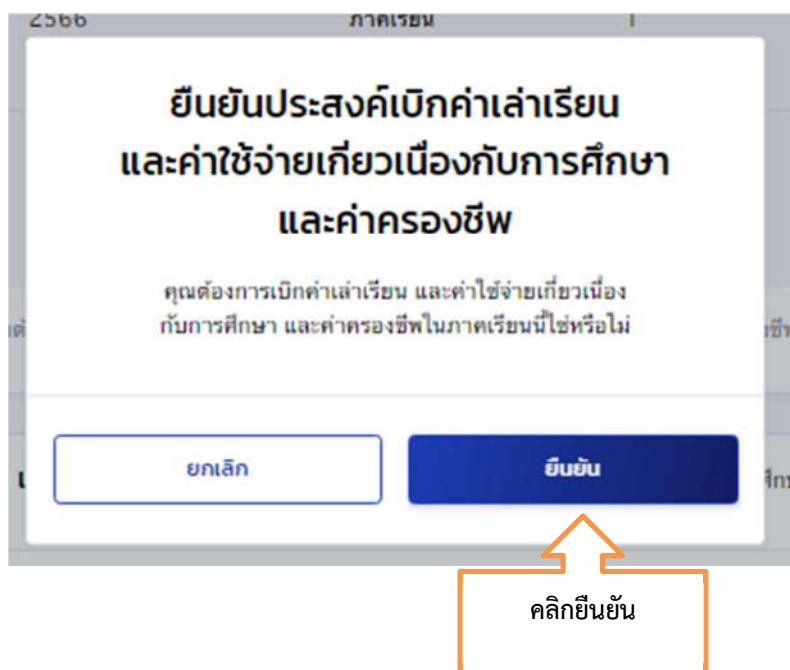 2566 ภาคเรียน 1
ยืนยันประสงค์เบิกค่าเล่าเรียน
และค่าใช้จ่ายเกี่ยวเนื่องกับการศึกษา
และค่าครองชีพ
คุณต้องการเบิกค่าเล่าเรียน และค่าใช้จ่ายเกี่ยวเนื่อง
กับการศึกษา และค่าครองชีพในภาคเรียนนี้ใช่หรือไม่
ยกเลิก ยืนยัน
คลิกยืนยัน